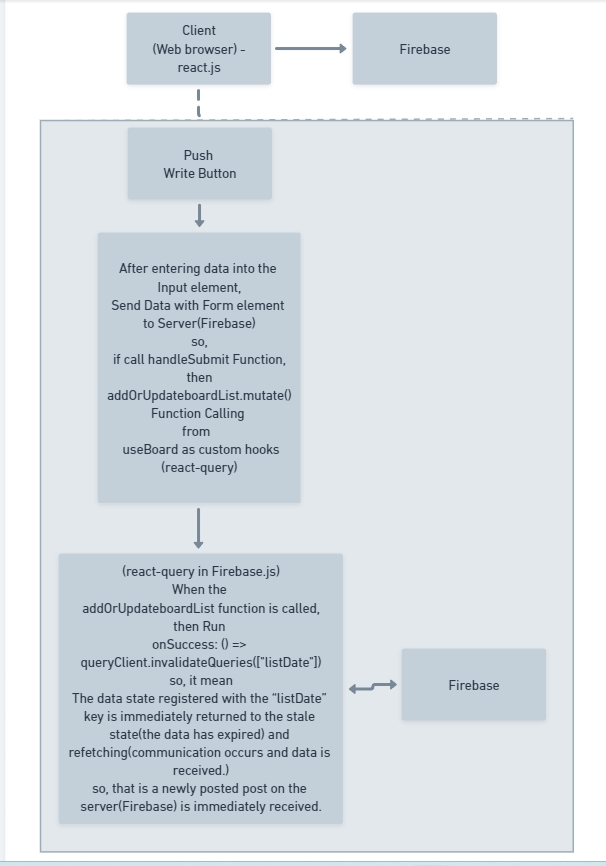 Client
(Web browser) -
react.js
Firebase
Push
Write Button
After entering data into the
Input element,
Send Data with Form element
to Server(Firebase)
so,
if call handleSubmit Function,
then
addOrUpdateboardList.mutate()
Function Calling
from
useBoard as custom hooks
(react-query)
(react-query in Firebase.js)
When the
addOrUpdateboardList function is called,
then Run
onSuccess: () =>
queryClient.invalidateQueries(["listDate"])
so, it mean
The data state registered with the "listDate"
key is immediately returned to the stale
state(the data has expired) and
refetching(communication occurs and data is
received.)
so, that is a newly posted post on the
server(Firebase) is immediately received.
Firebase